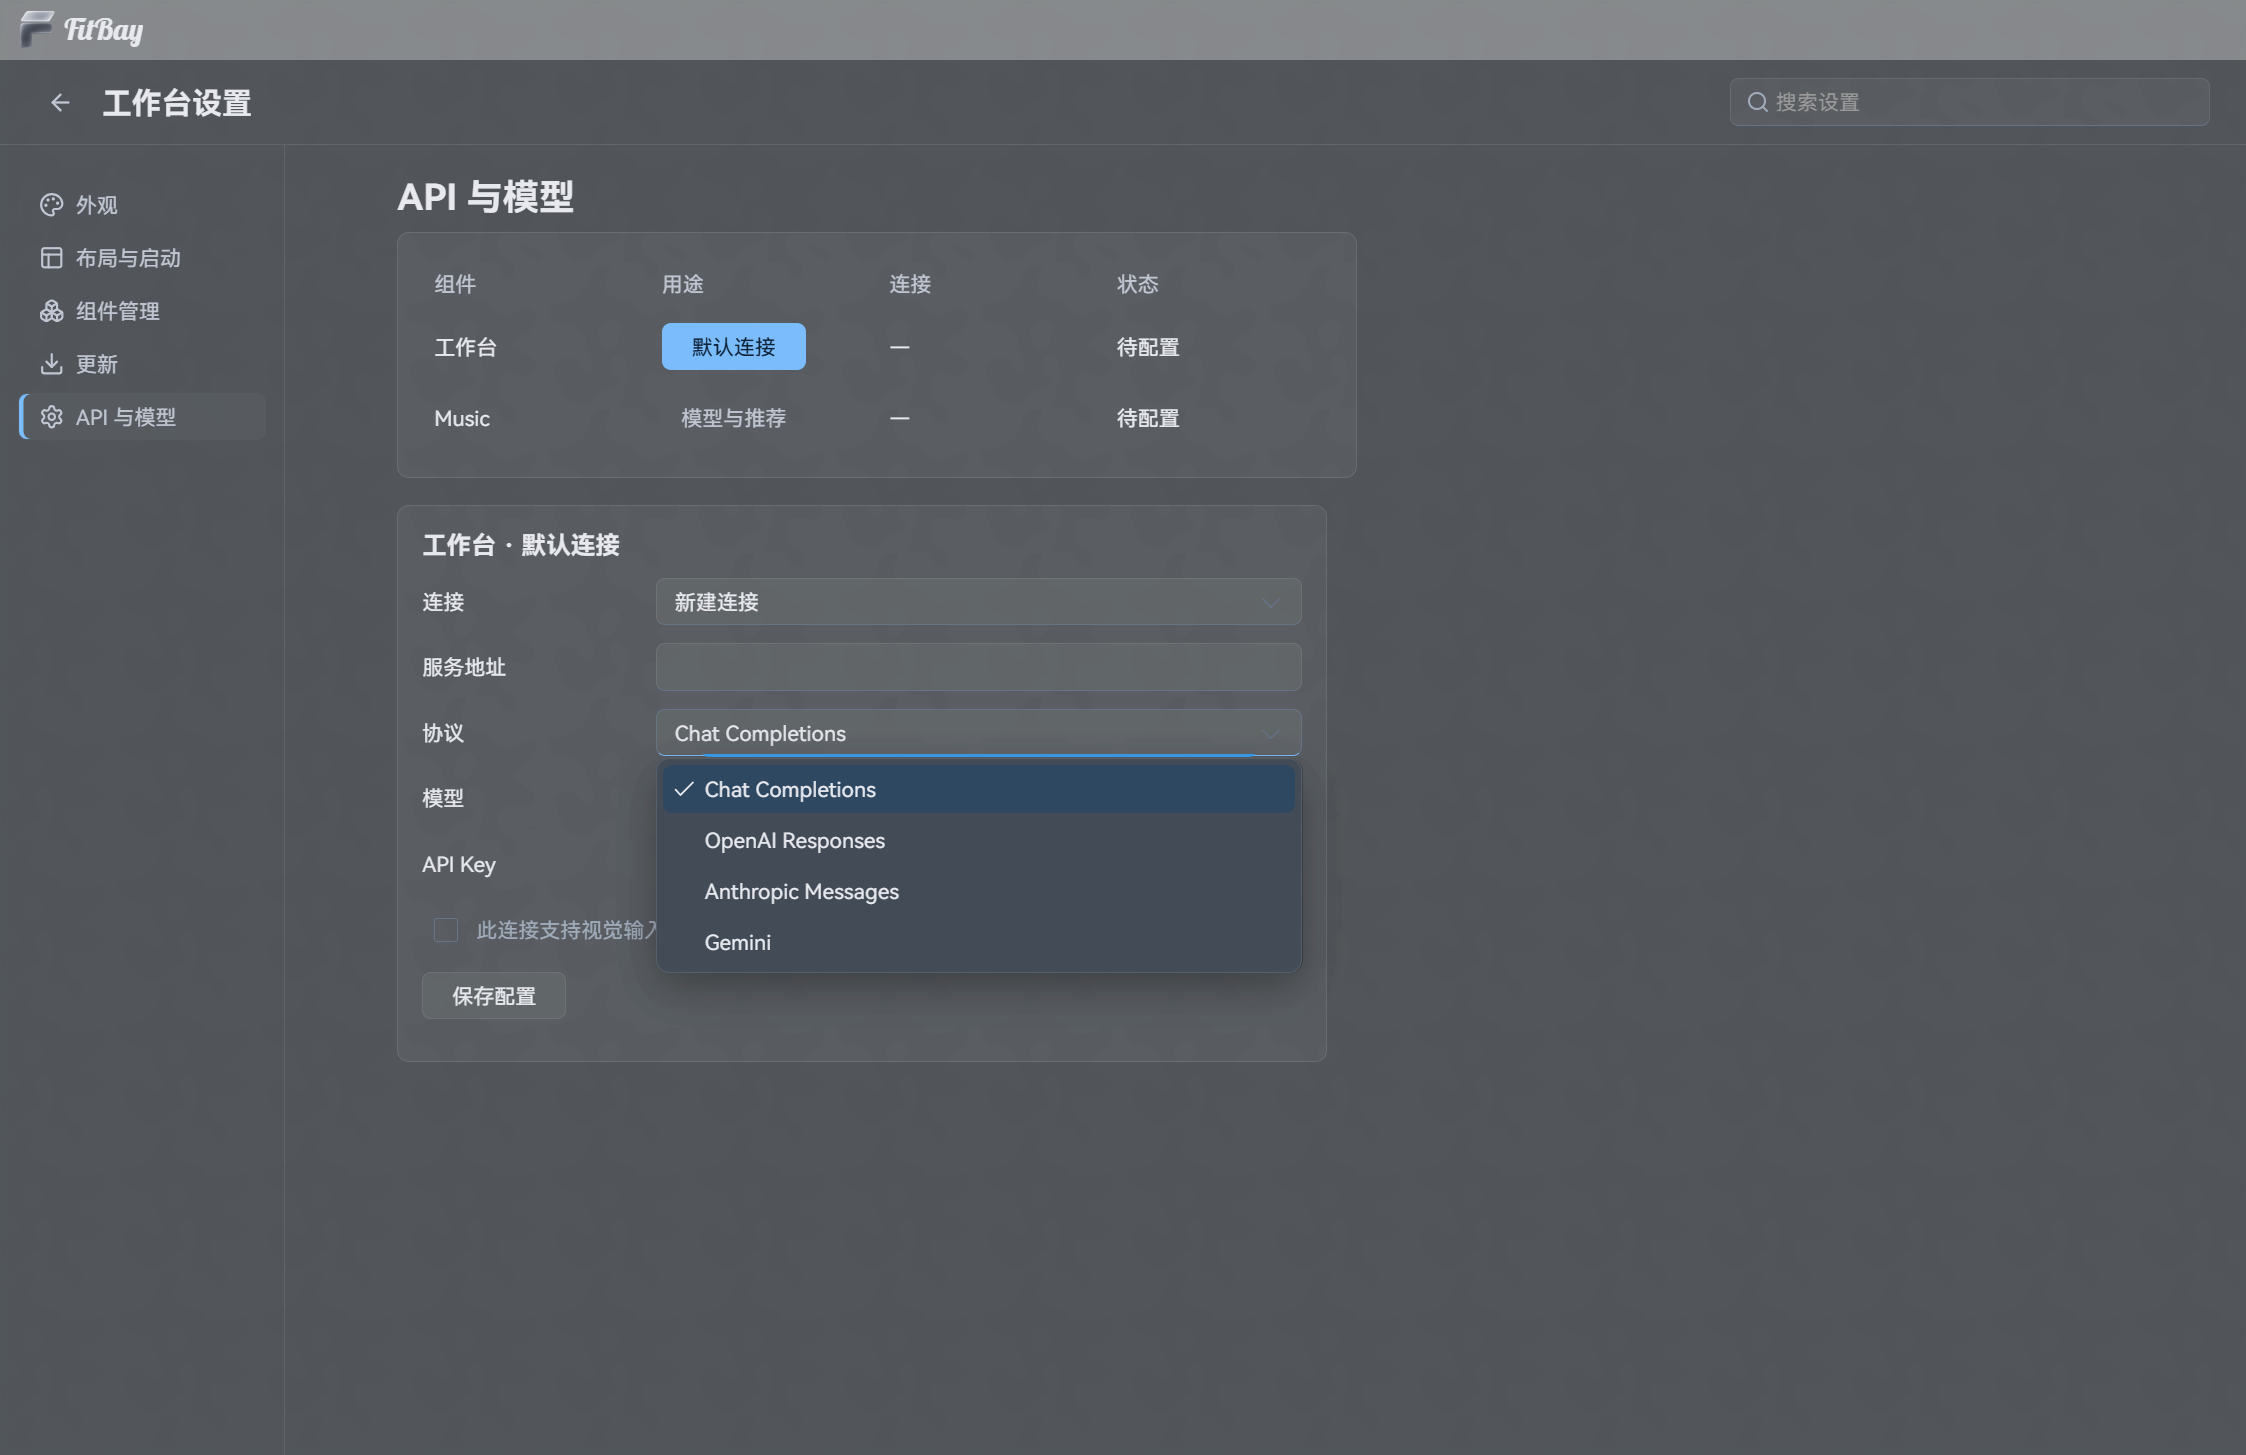 FitBay
工作台设置
搜索设置
外观
布局与启动
组件管理
更新
API 与模型
API 与模型
组件 用途 连接 状态
工作台 默认连接 — 待配置
Music 模型与推荐 — 待配置
工作台 · 默认连接
连接 新建连接
服务地址
协议 Chat Completions
Chat Completions
OpenAI Responses
Anthropic Messages
Gemini
模型
API Key
此连接支持视觉输入
保存配置